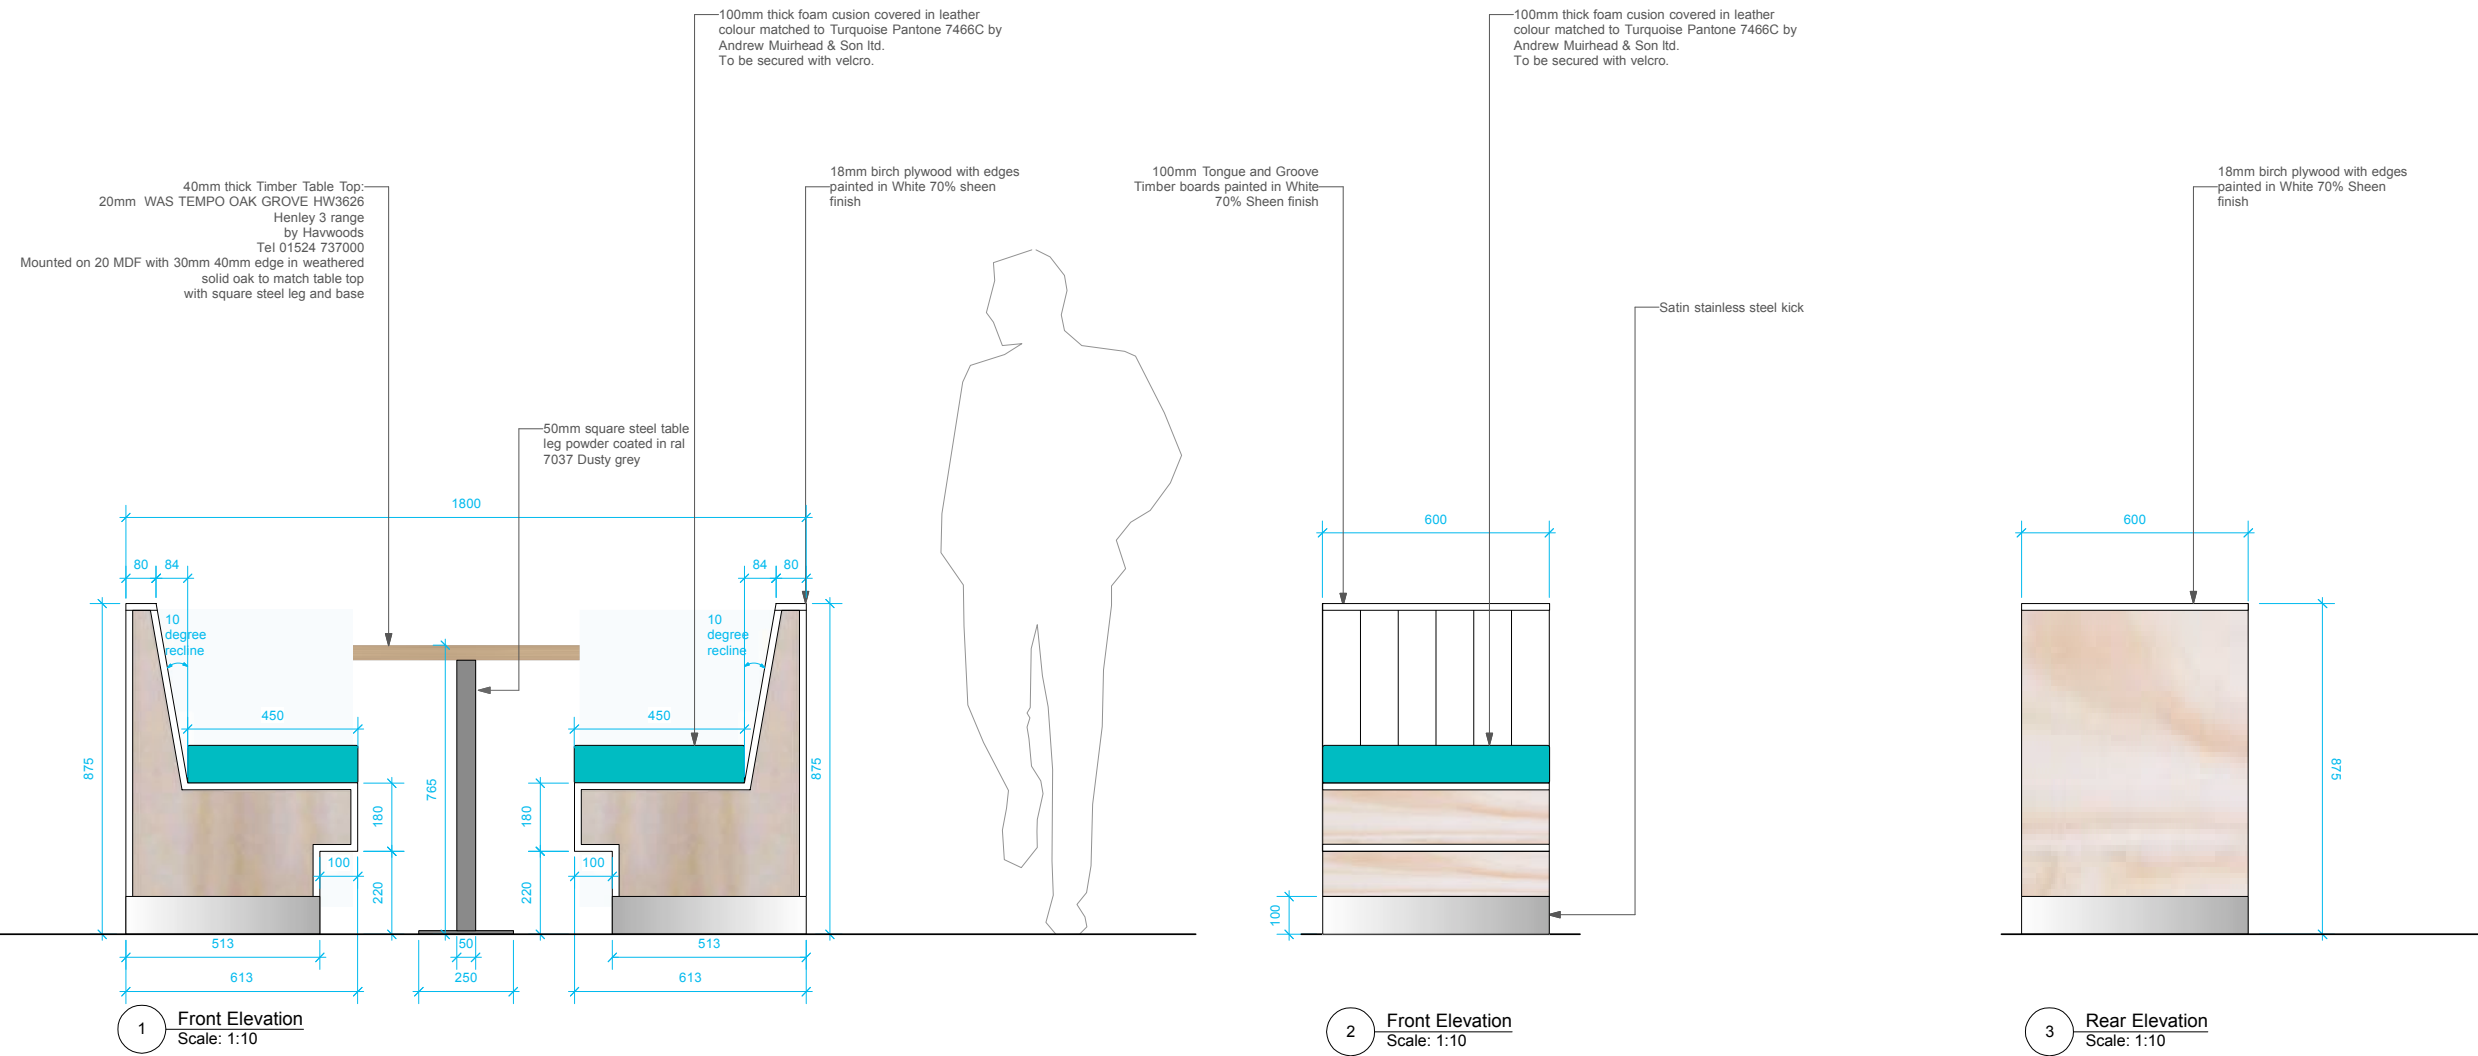 100mm thick foam cusion covered in leather
colour matched to Turquoise Pantone 7466C by
Andrew Muirhead & Son ltd.
To be secured with velcro.
100mm thick foam cusion covered in leather
colour matched to Turquoise Pantone 7466C by
Andrew Muirhead & Son ltd.
To be secured with velcro.
40mm thick Timber Table Top:
20mm WAS TEMPO OAK GROVE HW3626
Henley 3 range
by Havwoods
Tel 01524 737000
Mounted on 20 MDF with 30mm 40mm edge in weathered
solid oak to match table top
with square steel leg and base
18mm birch plywood with edges
painted in White 70% sheen
finish
100mm Tongue and Groove
Timber boards painted in White
70% Sheen finish
18mm birch plywood with edges
painted in White 70% Sheen
finish
Satin stainless steel kick
50mm square steel table
leg powder coated in ral
7037 Dusty grey
1800
80
84
84
80
10
degree
recline
10
degree
recline
450
450
875
765
875
180
180
100
100
220
220
513
50
513
613
250
613
1
Front Elevation
Scale: 1:10
600
100
2
Front Elevation
Scale: 1:10
600
875
3
Rear Elevation
Scale: 1:10